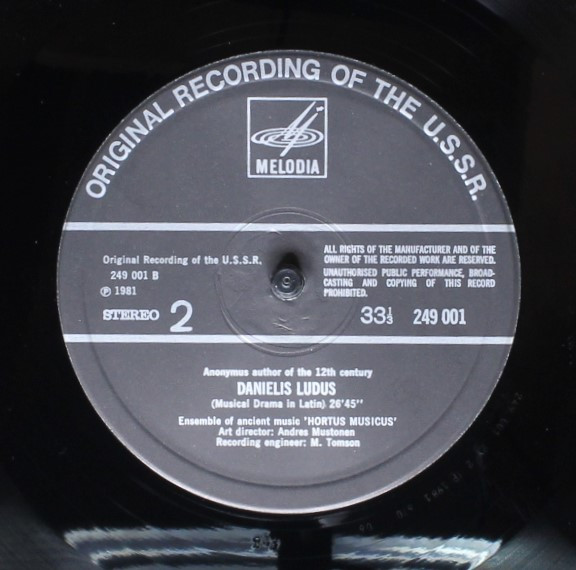 ORIGINAL RECORDING OF THE U.S.S.R.
MELODIA
Original Recording of the U.S.S.R.
249 001 B
℗ 1981
STEREO 2
ALL RIGHTS OF THE MANUFACTURER AND OF THE
OWNER OF THE RECORDED WORK ARE RESERVED.
UNAUTHORISED PUBLIC PERFORMANCE, BROAD-
CASTING AND COPYING OF THIS RECORD
PROHIBITED.
33⅓ 249 001
Anonymous author of the 12th century
DANIELIS LUDUS
(Musical Drama in Latin) 26'45''
Ensemble of ancient music 'HORTUS MUSICUS'
Art director: Andres Mustonen
Recording engineer: M. Tomson